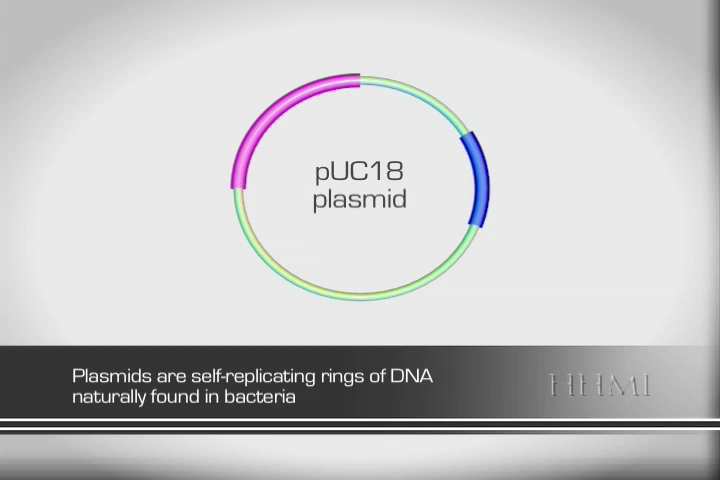 pUC18
plasmid
Plasmids are self-replicating rings of DNA
naturally found in bacteria
HHMI